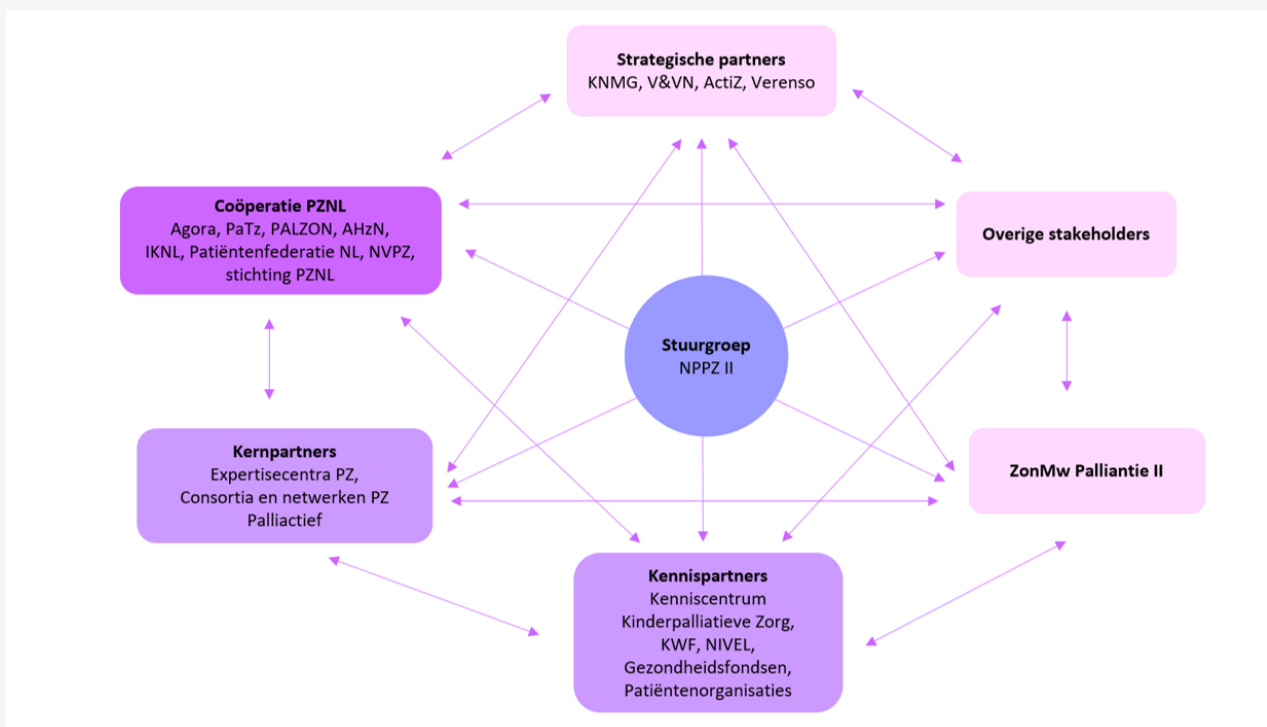 Strategische partners
KNMG, V&VN, ActiZ, Verenso
Coöperatie PZNL
Agora, PaTz, PALZON, AHzN,
IKNL, Patiëntenfederatie NL, NVPZ,
stichting PZNL
Overige stakeholders
Stuurgroep
NPPZ II
Kernpartners
Expertisecentra PZ,
Consortia en netwerken PZ
Palliactief
ZonMw Palliantie II
Kennispartners
Kenniscentrum
Kinderpalliatieve Zorg,
KWF, NIVEL,
Gezondheidsfondsen,
Patiëntenorganisaties